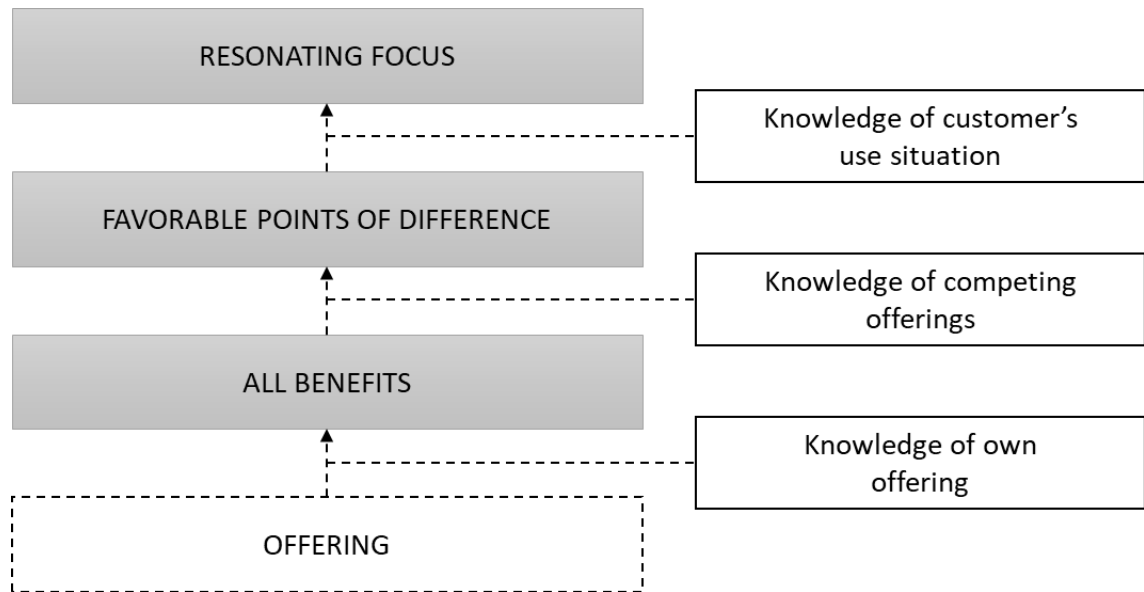 RESONATING FOCUS
Knowledge of customer’s
use situation
FAVORABLE POINTS OF DIFFERENCE
Knowledge of competing
offerings
ALL BENEFITS
Knowledge of own
offering
OFFERING